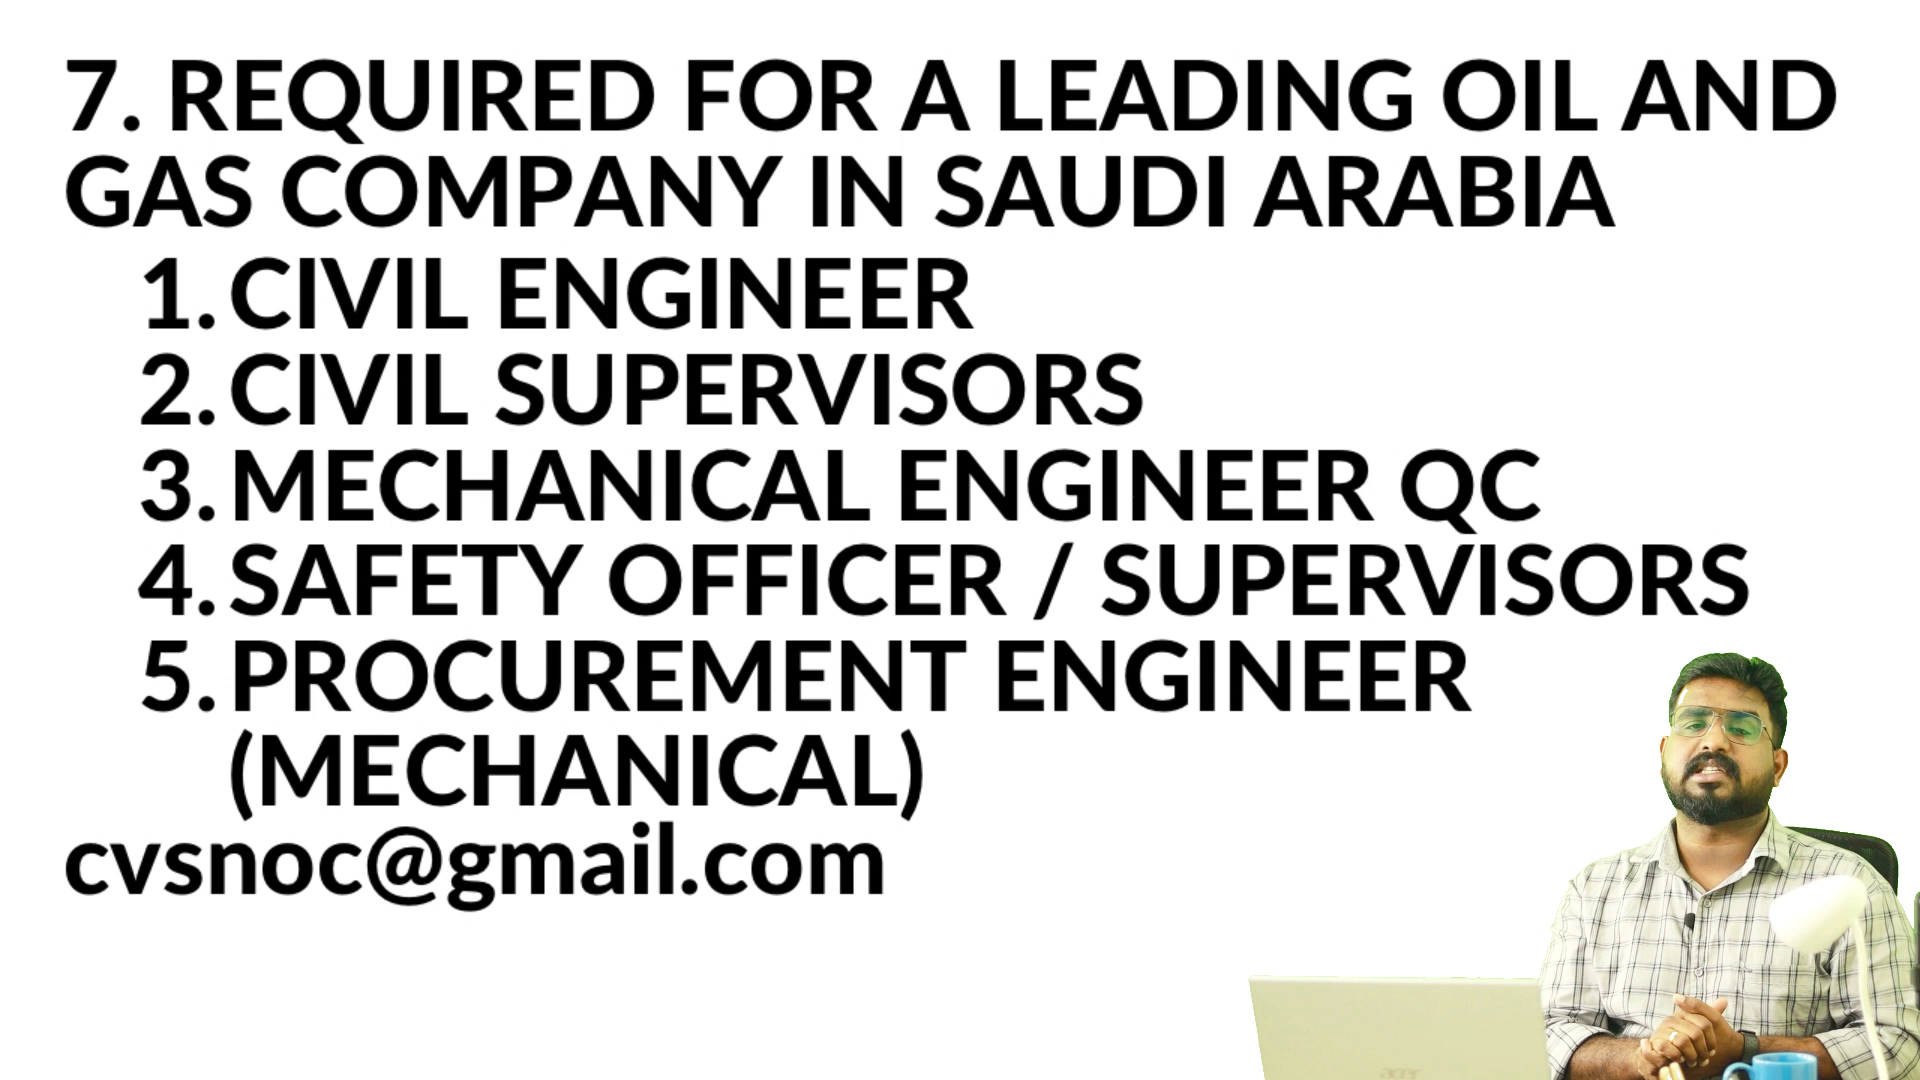 7. REQUIRED FOR A LEADING OIL AND
GAS COMPANY IN SAUDI ARABIA
1. CIVIL ENGINEER
2. CIVIL SUPERVISORS
3. MECHANICAL ENGINEER QC
4. SAFETY OFFICER / SUPERVISORS
5. PROCUREMENT ENGINEER
(MECHANICAL)
cvsnoc@gmail.com
acer